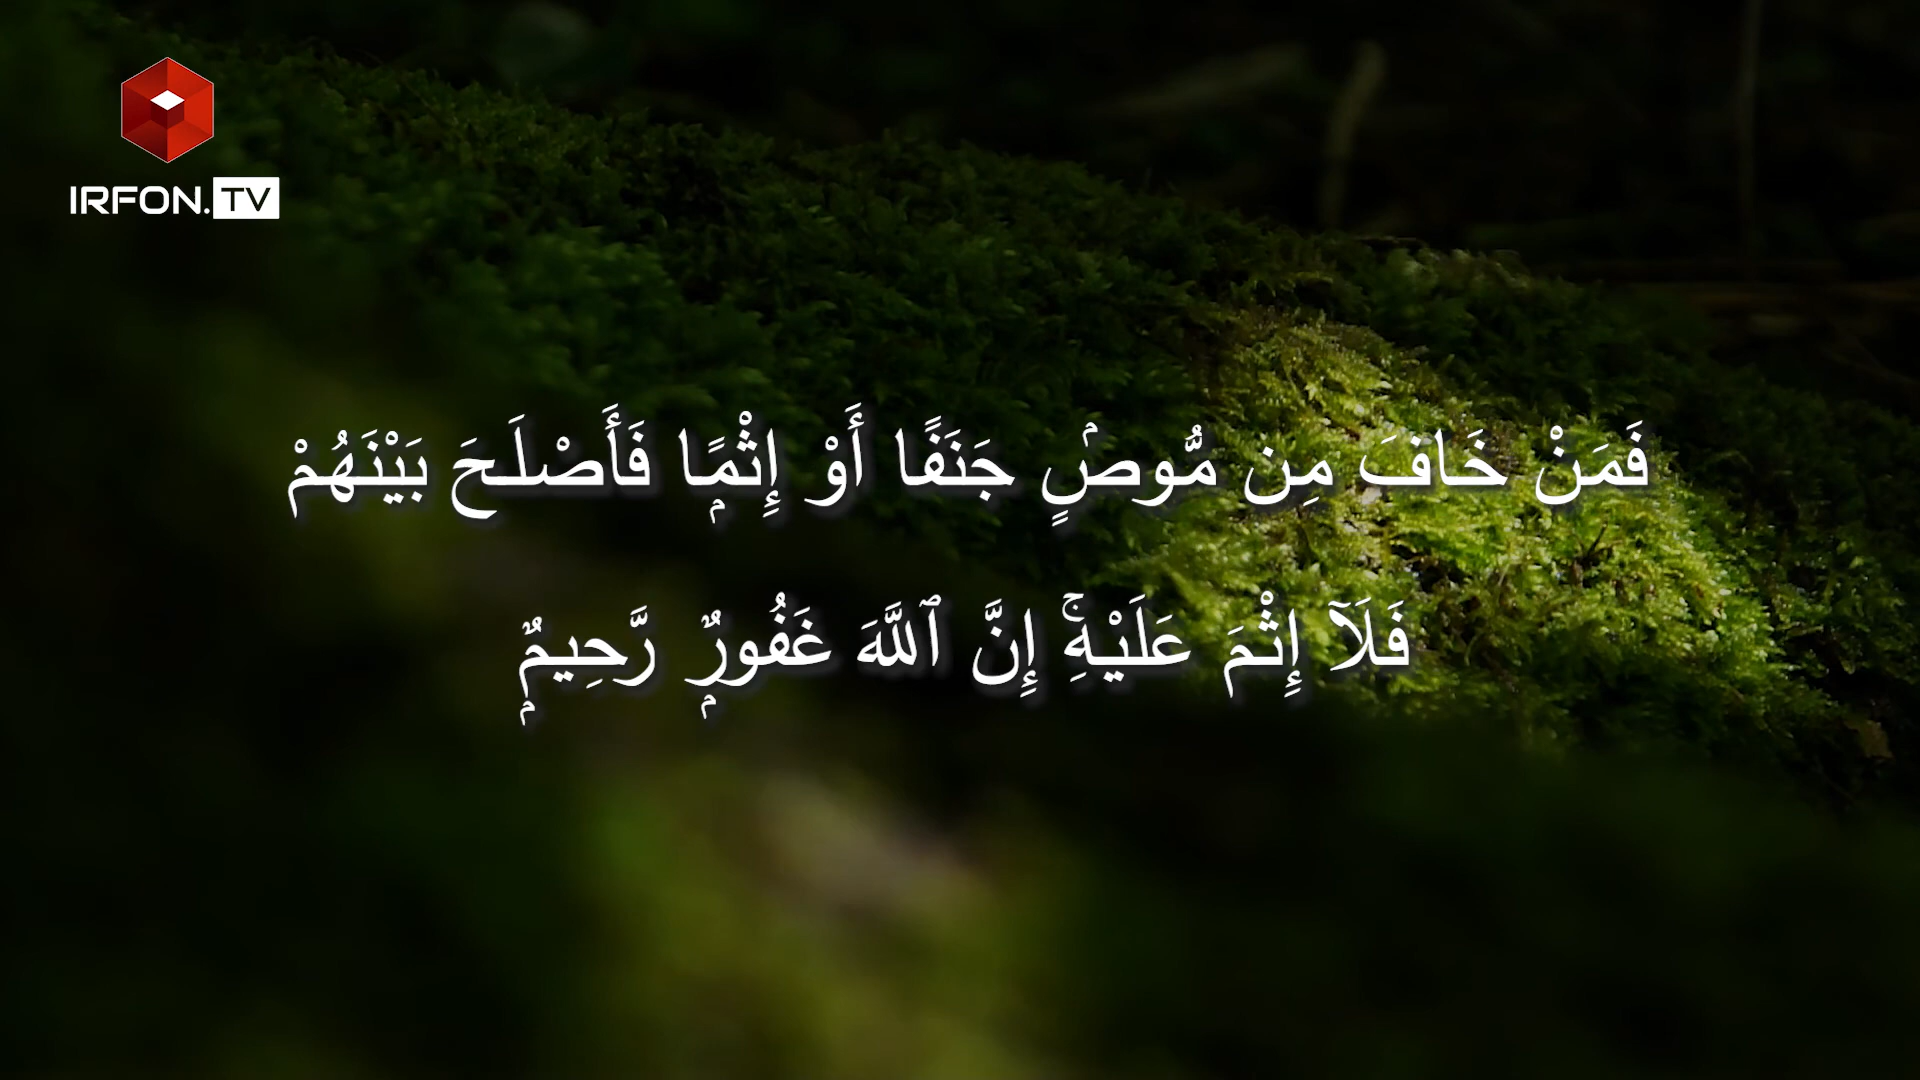 IRFON.TV
فَمَنْ خَافَ مِن مُّوصٖۢ جَنَفًا أَوْ إِثْمٗا فَأَصْلَحَ بَيْنَهُمْ
فَلَآ إِثْمَ عَلَيْهِۚ إِنَّ ٱللَّهَ غَفُورٞ رَّحِيمٞ